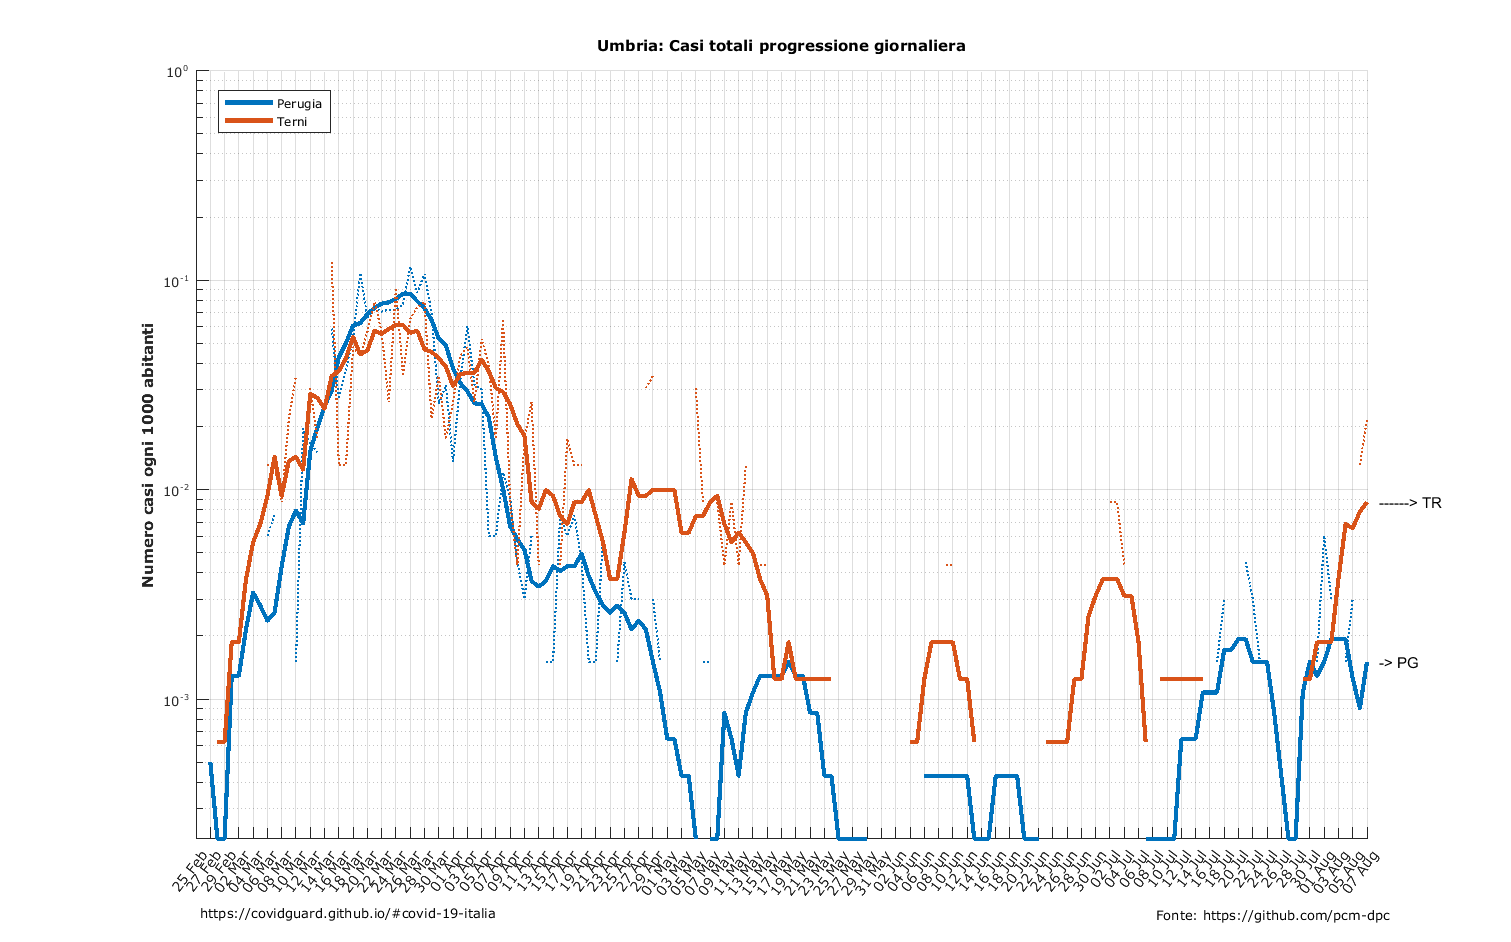 Umbria: Casi totali progressione giornaliera
10^0
Perugia
Terni
10^-1
Numero casi ogni 1000 abitanti
10^-2
------> TR
-> PG
10^-3
25 Feb
27 Feb
29 Feb
02 Mar
04 Mar
06 Mar
08 Mar
10 Mar
12 Mar
14 Mar
16 Mar
18 Mar
20 Mar
22 Mar
24 Mar
26 Mar
28 Mar
30 Mar
01 Apr
03 Apr
05 Apr
07 Apr
09 Apr
11 Apr
13 Apr
15 Apr
17 Apr
19 Apr
21 Apr
23 Apr
25 Apr
27 Apr
29 Apr
01 May
03 May
05 May
07 May
09 May
11 May
13 May
15 May
17 May
19 May
21 May
23 May
25 May
27 May
29 May
31 May
02 Jun
04 Jun
06 Jun
08 Jun
10 Jun
12 Jun
14 Jun
16 Jun
18 Jun
20 Jun
22 Jun
24 Jun
26 Jun
28 Jun
30 Jun
02 Jul
04 Jul
06 Jul
08 Jul
10 Jul
12 Jul
14 Jul
16 Jul
18 Jul
20 Jul
22 Jul
24 Jul
26 Jul
28 Jul
30 Jul
01 Aug
03 Aug
05 Aug
07 Aug
https://covidguard.github.io/#covid-19-italia
Fonte: https://github.com/pcm-dpc